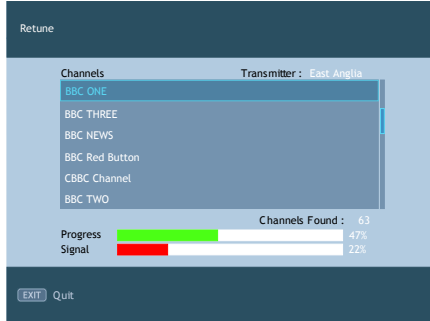 Retune
Channels Transmitter : East Anglia
BBC ONE
BBC THREE
BBC NEWS
BBC Red Button
CBBC Channel
BBC TWO
Channels Found : 63
Progress 47%
Signal 22%
EXIT Quit